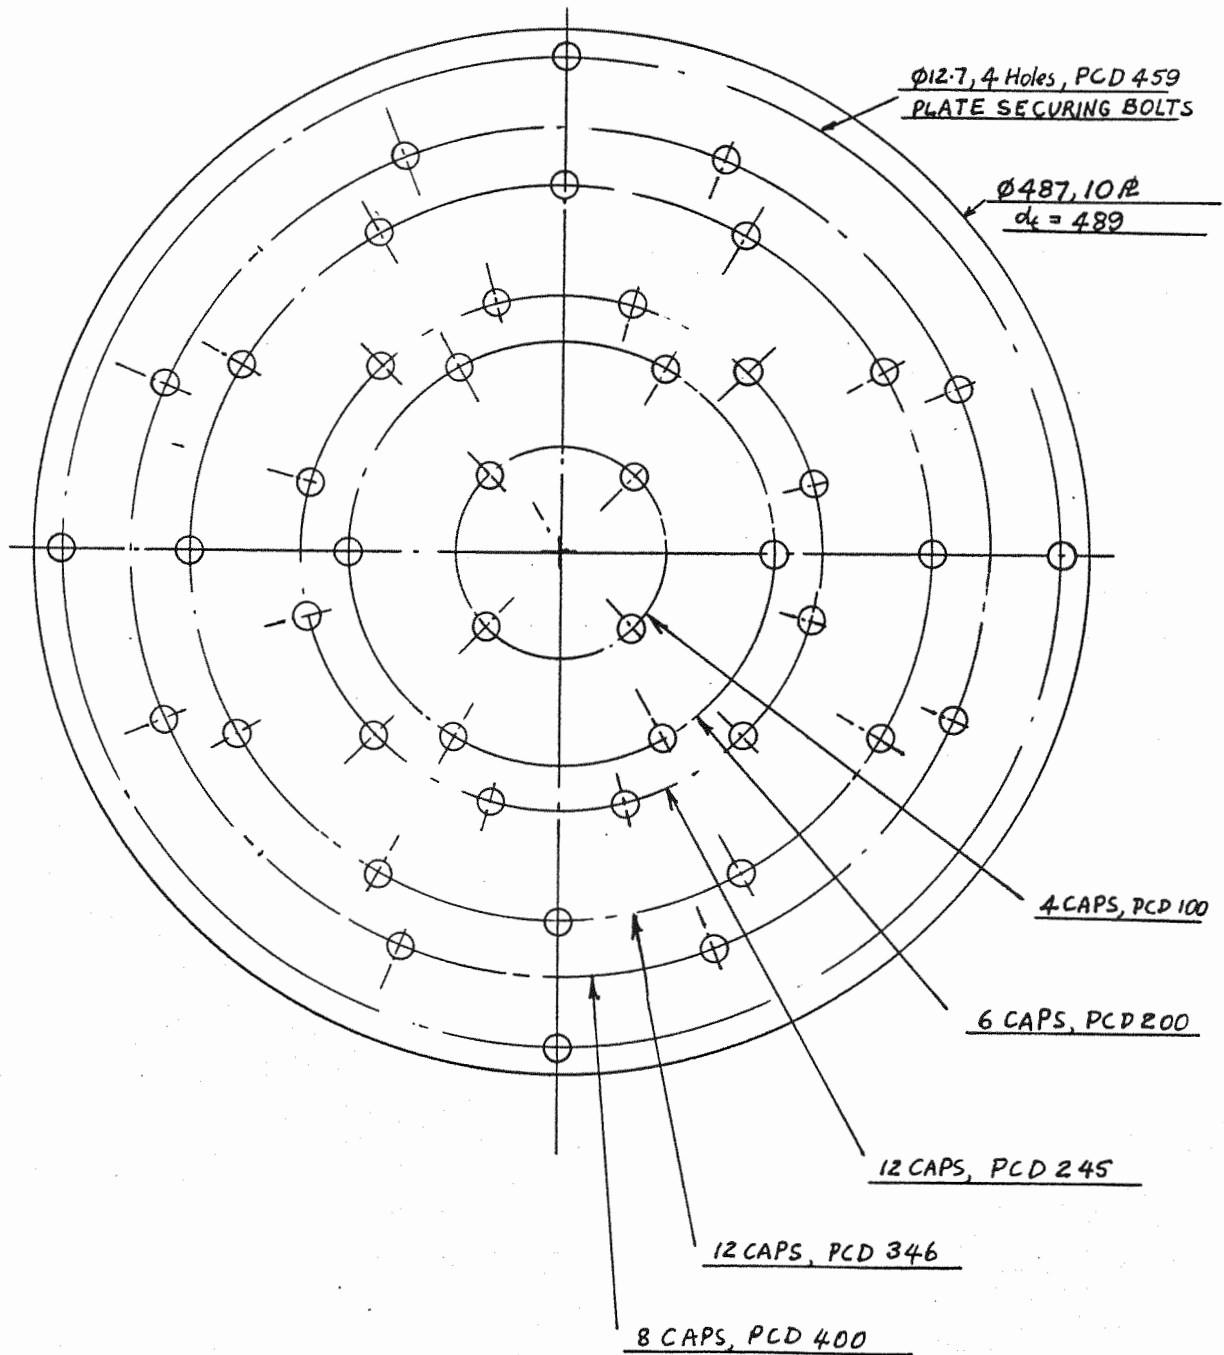 Ø12·7, 4 Holes, PCD 459
PLATE SECURING BOLTS
Ø487, 10 ℞
dₜ = 489
4 CAPS, PCD 100
6 CAPS, PCD 200
12 CAPS, PCD 245
12 CAPS, PCD 346
8 CAPS, PCD 400